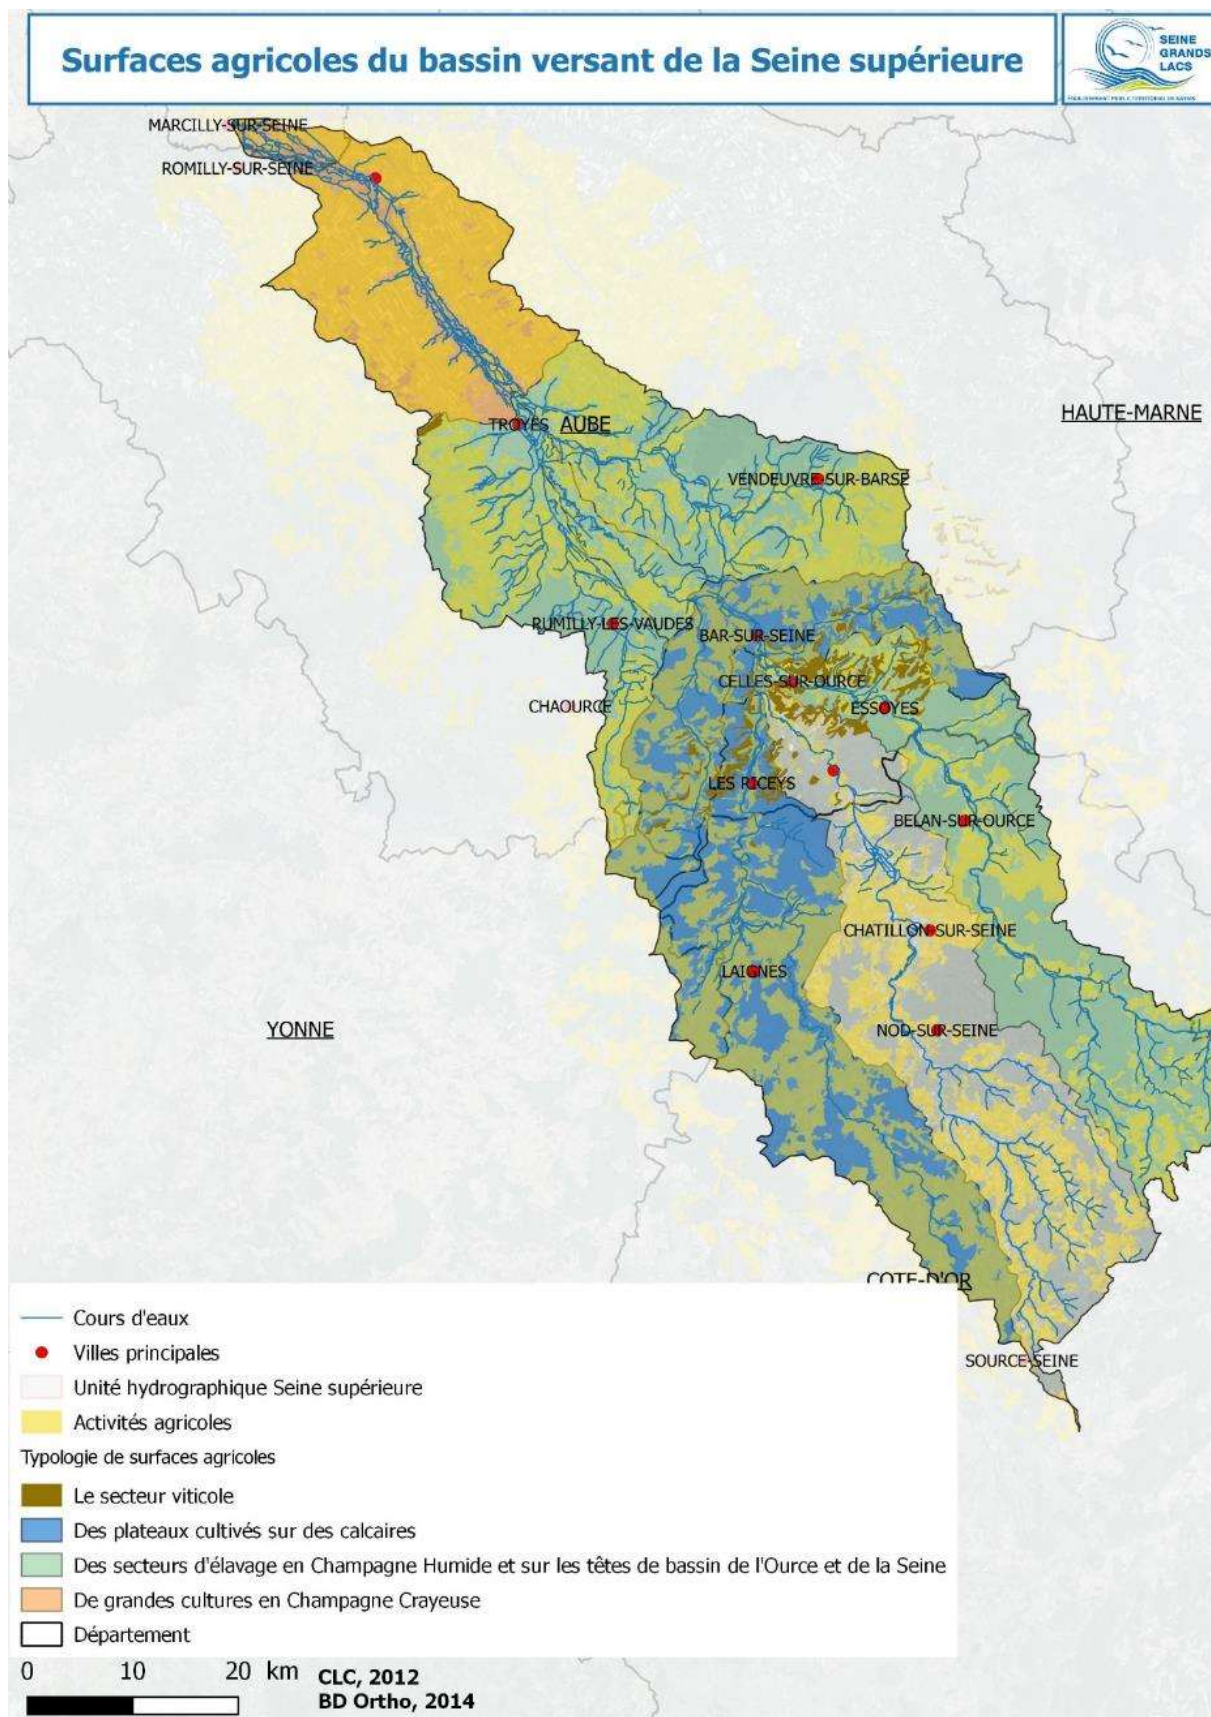 Surfaces agricoles du bassin versant de la Seine supérieure
SEINE
GRANDS
LACS
MARCILLY-SUR-SEINE
ROMILLY-SUR-SEINE
HAUTE-MARNE
TROYES
AUBE
VENDEUVRE-SUR-BARSE
RUMILLY-LES-VAUDES
BAR-SUR-SEINE
CELLES-SUR-OURCE
CHAOURCE
ESSOYES
LES RICEYS
BELAN-SUR-OURCE
CHATILLON-SUR-SEINE
LAIGNES
YONNE
NOD-SUR-SEINE
COTE-D'OR
SOURCE-SEINE
Cours d'eaux
Villes principales
Unité hydrographique Seine supérieure
Activités agricoles
Typologie de surfaces agricoles
Le secteur viticole
Des plateaux cultivés sur des calcaires
Des secteurs d'élavage en Champagne Humide et sur les têtes de bassin de l'Ource et de la Seine
De grandes cultures en Champagne Crayeuse
Département
0 10 20 km
CLC, 2012
BD Ortho, 2014